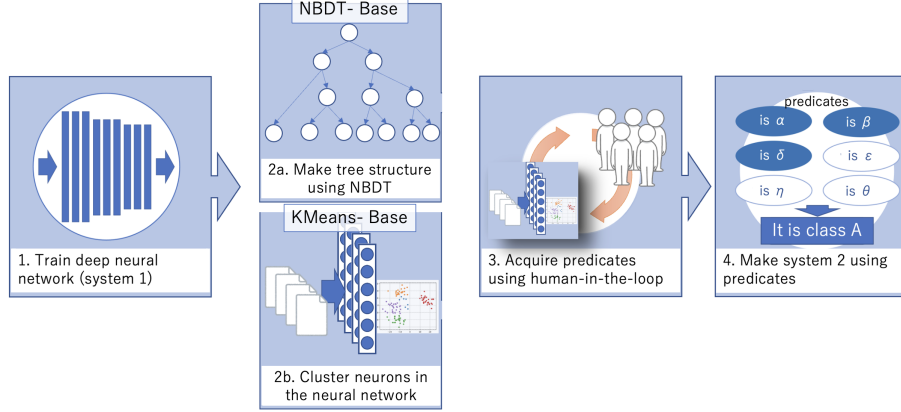 1. Train deep neural
network (system 1)
NBDT- Base
2a. Make tree structure
using NBDT
KMeans- Base
2b. Cluster neurons in
the neural network
3. Acquire predicates
using human-in-the-loop
predicates
is α
is β
is δ
is ε
is η
is θ
It is class A
4. Make system 2 using
predicates